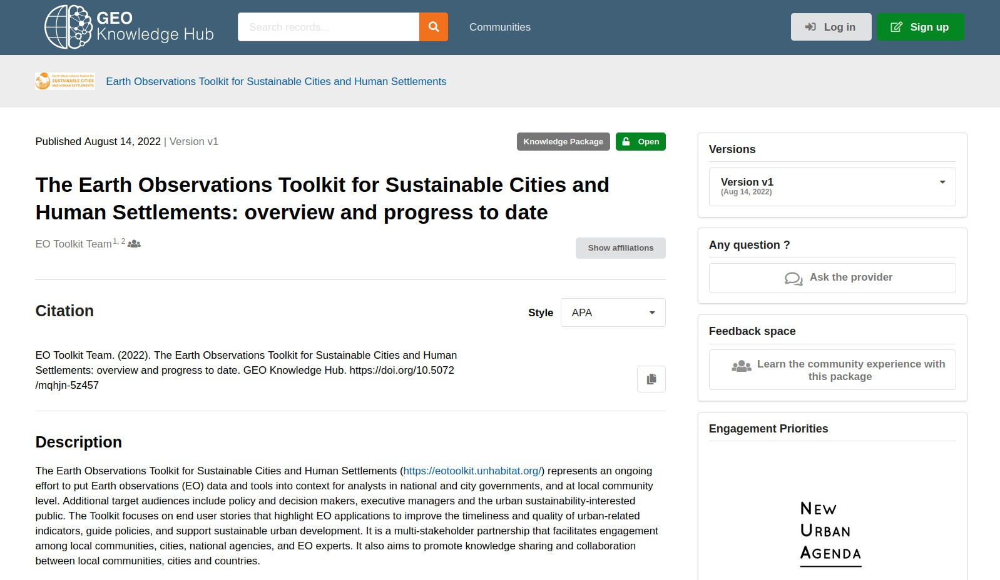 GEO
Knowledge Hub
Search records...
Communities
Log in
Sign up
Earth Observations Toolkit for
SUSTAINABLE CITIES
AND HUMAN SETTLEMENTS
Earth Observations Toolkit for Sustainable Cities and Human Settlements
Published August 14, 2022 | Version v1
Knowledge Package
Open
The Earth Observations Toolkit for Sustainable Cities and
Human Settlements: overview and progress to date
EO Toolkit Team 1, 2
Show affiliations
Citation
Style
APA
EO Toolkit Team. (2022). The Earth Observations Toolkit for Sustainable Cities and Human
Settlements: overview and progress to date. GEO Knowledge Hub. https://doi.org/10.5072
/mqhjn-5z457
Description
The Earth Observations Toolkit for Sustainable Cities and Human Settlements (https://eotoolkit.unhabitat.org/) represents an ongoing
effort to put Earth observations (EO) data and tools into context for analysts in national and city governments, and at local community
level. Additional target audiences include policy and decision makers, executive managers and the urban sustainability-interested
public. The Toolkit focuses on end user stories that highlight EO applications to improve the timeliness and quality of urban-related
indicators, guide policies, and support sustainable urban development. It is a multi-stakeholder partnership that facilitates engagement
among local communities, cities, national agencies, and EO experts. It also aims to promote knowledge sharing and collaboration
between local communities, cities and countries.
Versions
Version v1
(Aug 14, 2022)
Any question ?
Ask the provider
Feedback space
Learn the community experience with
this package
Engagement Priorities
NEW
URBAN
AGENDA